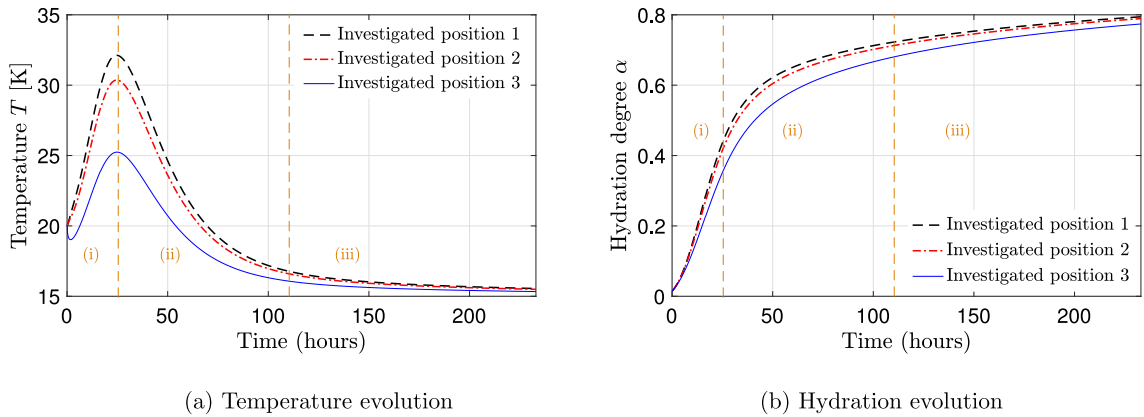 35
30
25
20
15
Temperature T [K]
Investigated position 1
Investigated position 2
Investigated position 3
(i)
(ii)
(iii)
0
50
100
150
200
Time (hours)
(a) Temperature evolution
0.8
0.6
0.4
0.2
0
Hydration degree α
(i)
(ii)
(iii)
Investigated position 1
Investigated position 2
Investigated position 3
0
50
100
150
200
Time (hours)
(b) Hydration evolution